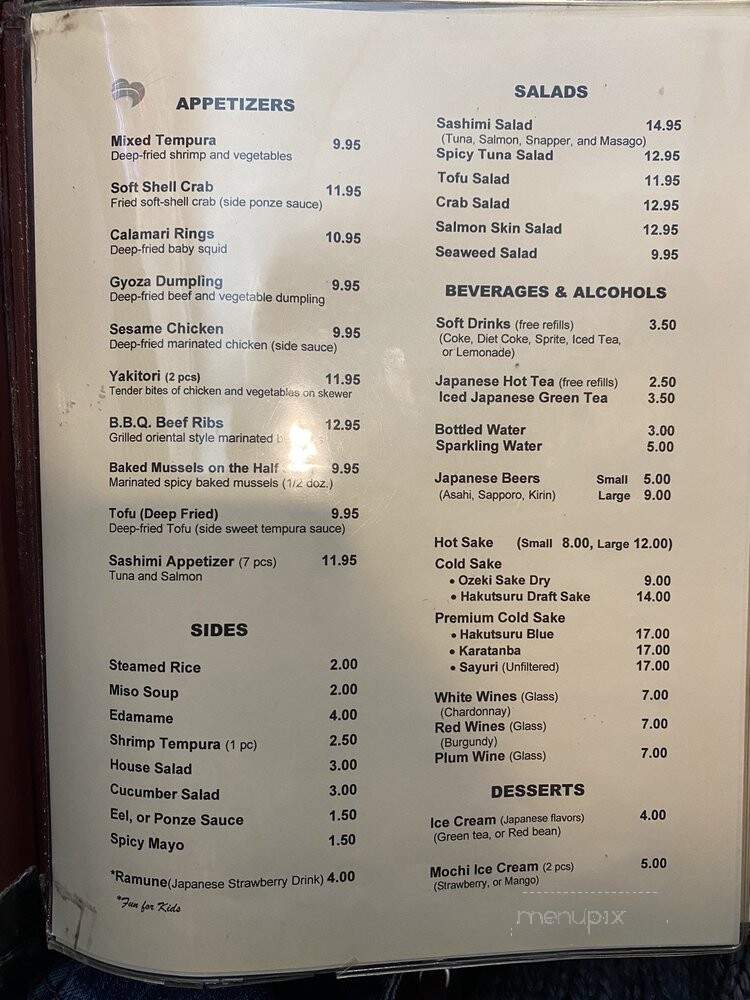 APPETIZERS
Mixed Tempura 9.95
Deep-fried shrimp and vegetables
Soft Shell Crab 11.95
Fried soft-shell crab (side ponze sauce)
Calamari Rings 10.95
Deep-fried baby squid
Gyoza Dumpling 9.95
Deep-fried beef and vegetable dumpling
Sesame Chicken 9.95
Deep-fried marinated chicken (side sauce)
Yakitori (2 pcs) 11.95
Tender bites of chicken and vegetables on skewer
B.B.Q. Beef Ribs 12.95
Grilled oriental style marinated
Baked Mussels on the Half 9.95
Marinated spicy baked mussels (1/2 doz.)
Tofu (Deep Fried) 9.95
Deep-fried Tofu (side sweet tempura sauce)
Sashimi Appetizer (7 pcs) 11.95
Tuna and Salmon
SIDES
Steamed Rice 2.00
Miso Soup 2.00
Edamame 4.00
Shrimp Tempura (1 pc) 2.50
House Salad 3.00
Cucumber Salad 3.00
Eel, or Ponze Sauce 1.50
Spicy Mayo 1.50
*Ramune(Japanese Strawberry Drink) 4.00
*Fun for Kids
SALADS
Sashimi Salad 14.95
(Tuna, Salmon, Snapper, and Masago)
Spicy Tuna Salad 12.95
Tofu Salad 11.95
Crab Salad 12.95
Salmon Skin Salad 12.95
Seaweed Salad 9.95
BEVERAGES & ALCOHOLS
Soft Drinks (free refills) 3.50
(Coke, Diet Coke, Sprite, Iced Tea,
or Lemonade)
Japanese Hot Tea (free refills) 2.50
Iced Japanese Green Tea 3.50
Bottled Water 3.00
Sparkling Water 5.00
Japanese Beers Small 5.00
(Asahi, Sapporo, Kirin) Large 9.00
Hot Sake (Small 8.00, Large 12.00)
Cold Sake
• Ozeki Sake Dry 9.00
• Hakutsuru Draft Sake 14.00
Premium Cold Sake
• Hakutsuru Blue 17.00
• Karatanba 17.00
• Sayuri (Unfiltered) 17.00
White Wines (Glass) 7.00
(Chardonnay)
Red Wines (Glass) 7.00
(Burgundy)
Plum Wine (Glass) 7.00
DESSERTS
Ice Cream (Japanese flavors) 4.00
(Green tea, or Red bean)
Mochi Ice Cream (2 pcs) 5.00
(Strawberry, or Mango)
menupix